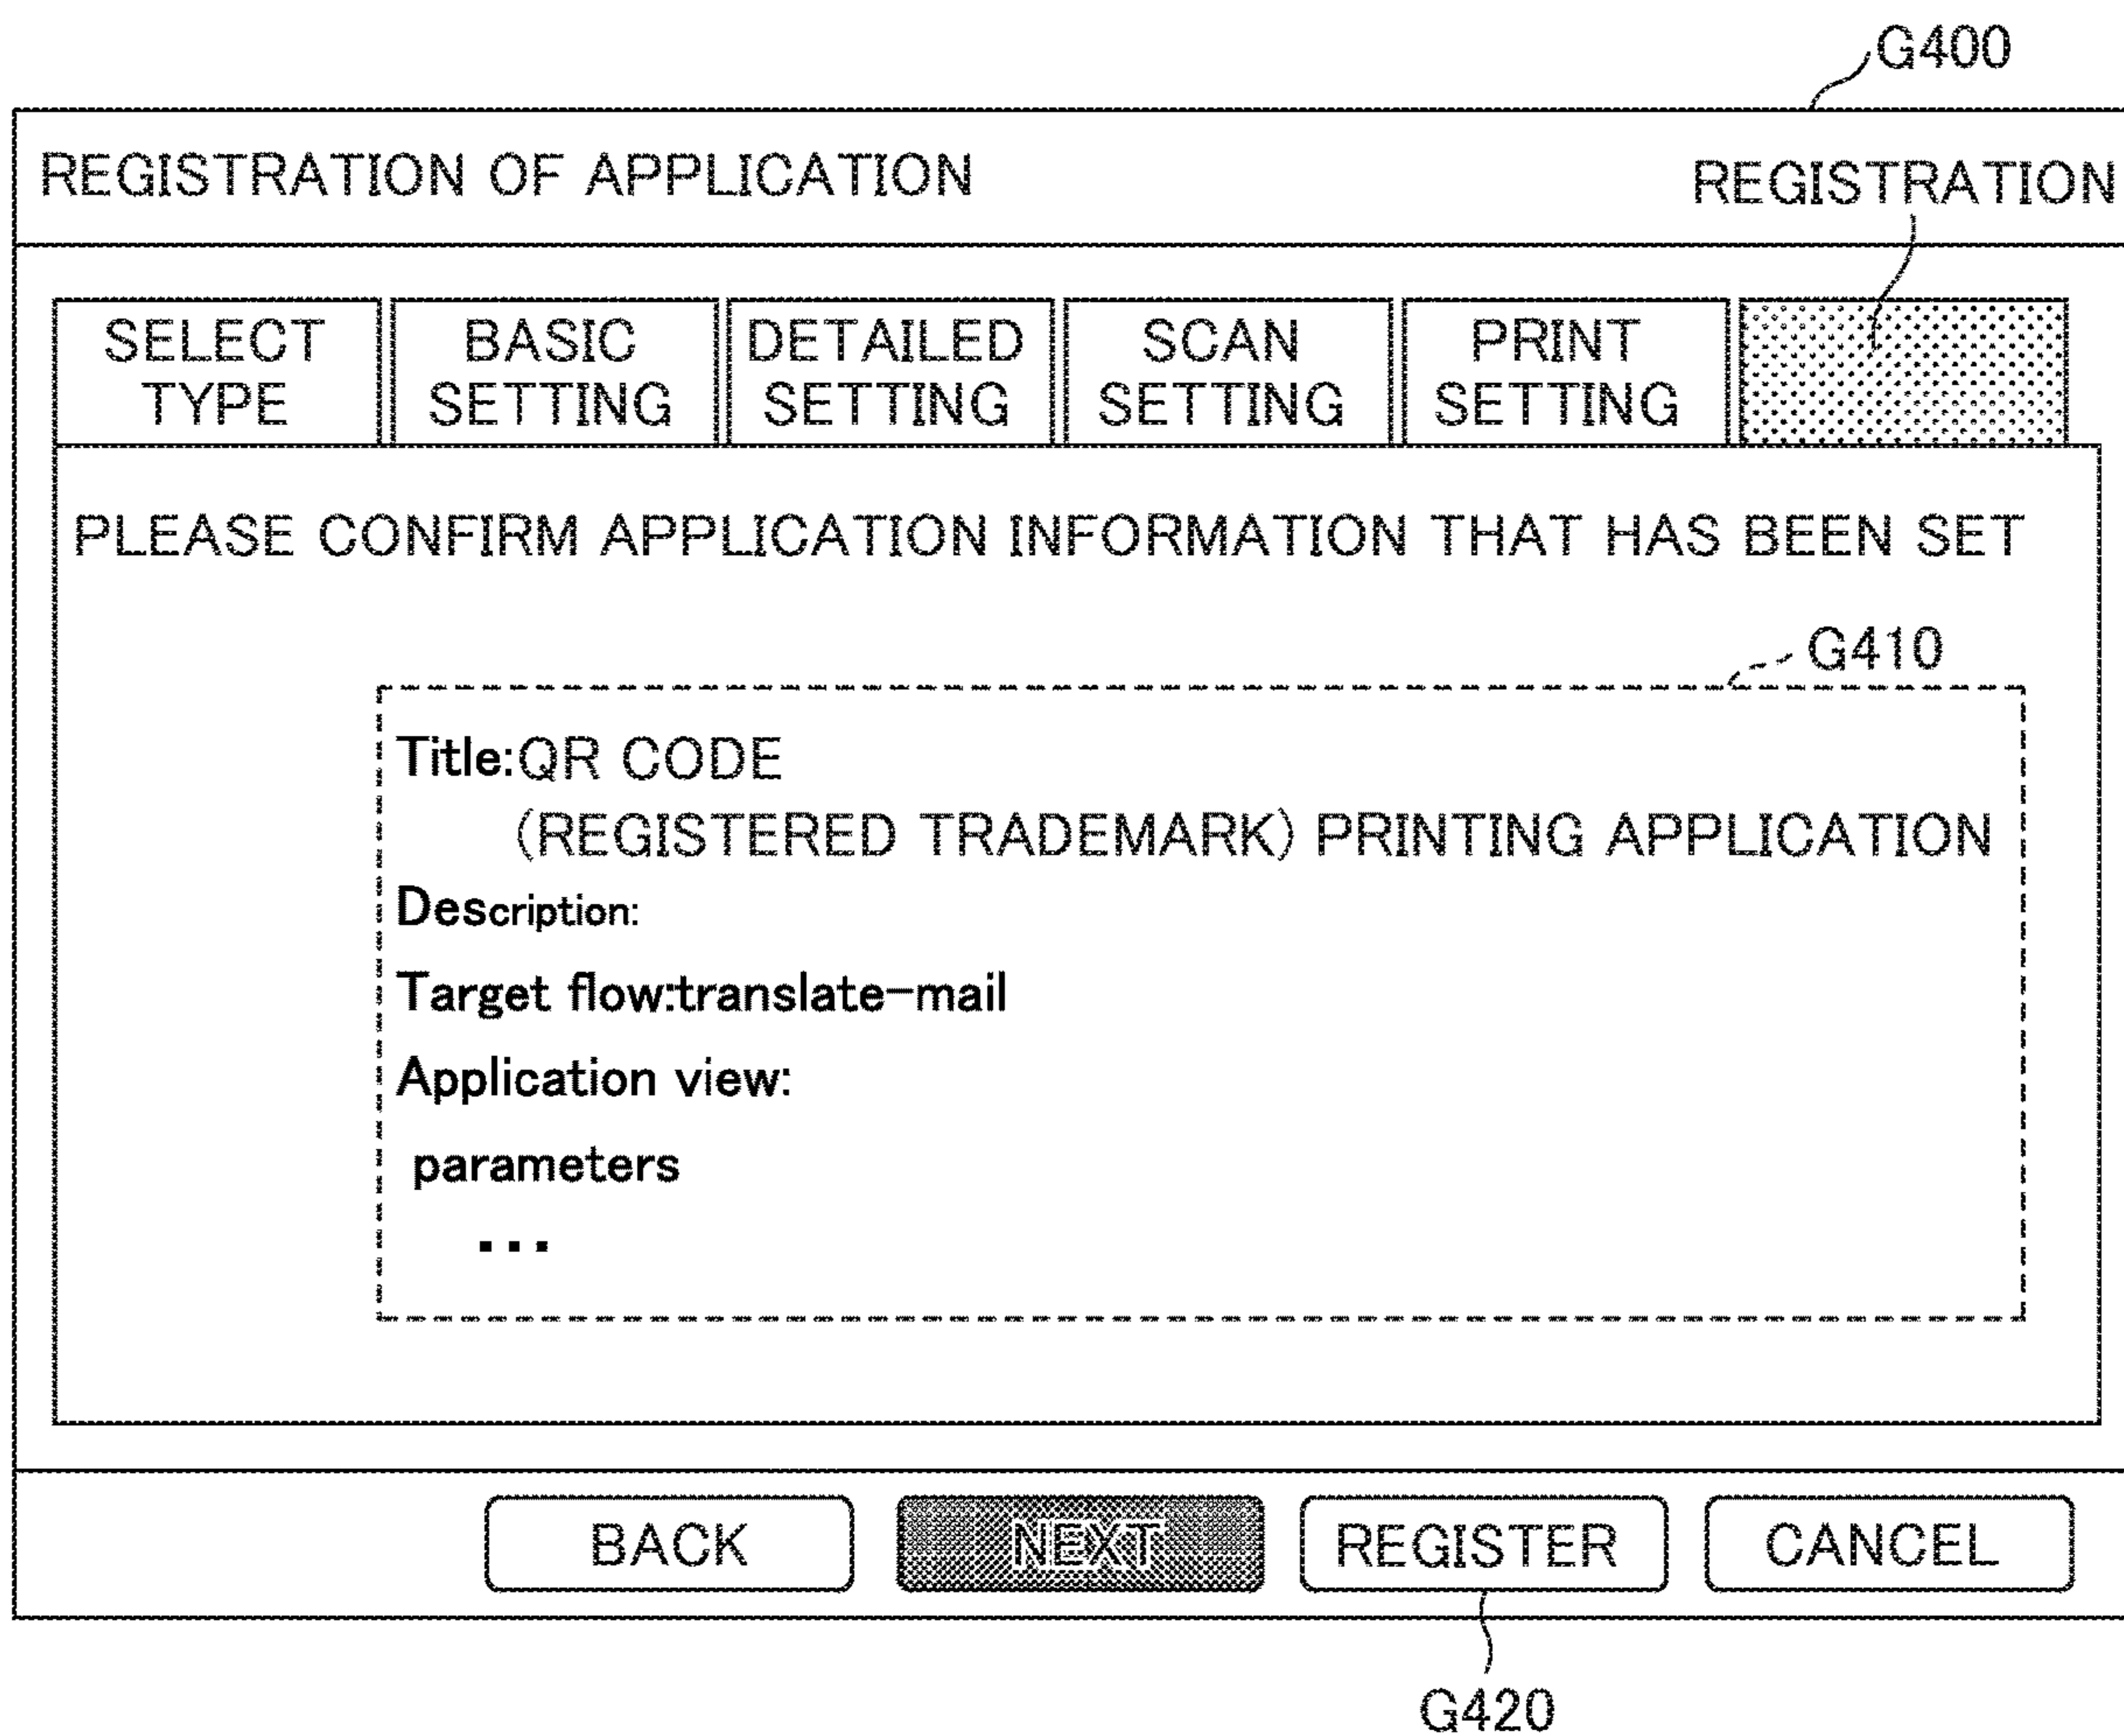 G400
REGISTRATION OF APPLICATION
REGISTRATION
SELECT TYPE
BASIC SETTING
DETAILED SETTING
SCAN SETTING
PRINT SETTING
PLEASE CONFIRM APPLICATION INFORMATION THAT HAS BEEN SET
G410
Title:QR CODE
(REGISTERED TRADEMARK) PRINTING APPLICATION
Description:
Target flow:translate-mail
Application view:
parameters
...
BACK
NEXT
REGISTER
CANCEL
G420